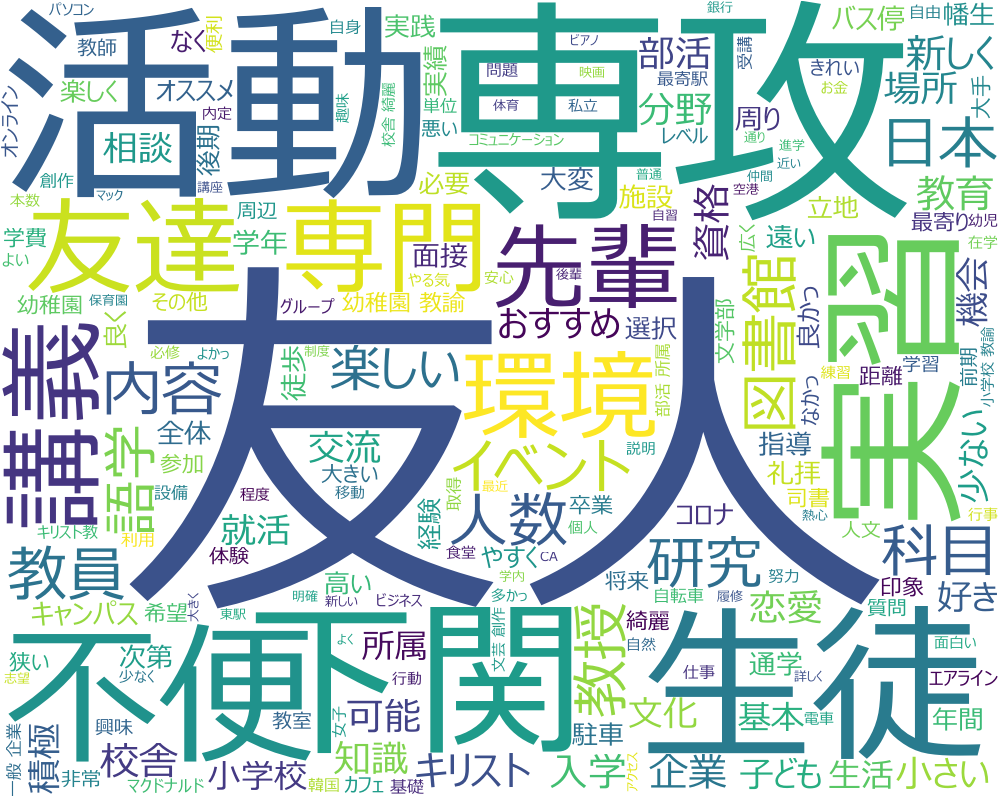 パソコン
活動
専攻
教師
なく
自身
実践
便利
銀行
バス停
自由
幡生
オンライン
楽しく
オススメ
実績
ピアノ
部活
最寄駅
受講
きれい
新しく
相談
内定
趣味
校舎 綺麗
単位
問題
映画
分野
お金
場所
大手
後期
悪い
体育
私立
レベル
周り
日本
創作
マック
講座
コミュニケーション
通り
進学
近い
本数
友達
専門
必要
大変
普通
仲間
空港
教育
学費
周辺
施設
資格
立地
最寄り
幼児
よい
学年
面接
先輩
自習
広く
遠い
在学
幼稚園
保育園
その他
やる気
安心
後輩
図書館
機会
グループ
幼稚園 教諭
おすすめ
選択
文学部
良かっ
実習
良く
必修
よかっ
制度
講義
内容
徒歩
楽しい
環境
部活 所属
練習
学習
前期
小学校 教諭
友人
なかっ
距離
少ない
全体
語学
交流
イベント
説明
指導
参加
大きい
礼拝
設備
移動
程度
経験
取得
最近
人数
卒業
個人
コロナ
司書
熱心
行事
キリスト教
利用
就活
体験
食堂
やすく
CA
人文
科目
教員
高い
学内
研究
将来
努力
印象
キャンパス
希望
大きく
東駅
明確
新しい
ビジネス
多かっ
文芸 創作
綺麗
自転車
履修
恋愛
質問
好き
狭い
志望
次第
少なく
不便
よく
下関
所属
行動
教授
自然
生徒
仕事
通学
詳しく
面白い
エアライン
一般 企業
積極
興味
教室
女子
可能
文化
基本
電車
年間
非常
校舎
知識
駐車
マクドナルド
小学校
韓国
カフェ
基礎
キリスト
入学
アクセス
企業
子ども
生活
小さい